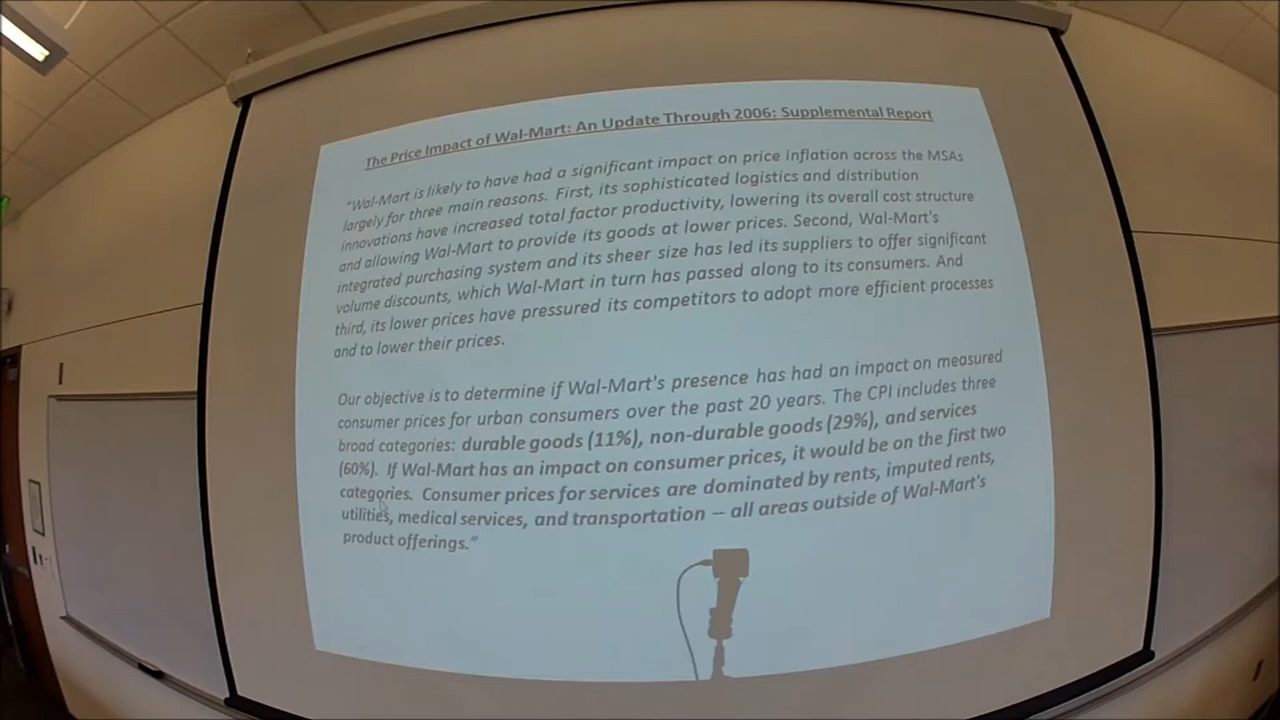 The Price Impact of Wal-Mart: An Update Through 2006: Supplemental Report
"Wal-Mart is likely to have had a significant impact on price inflation across the MSAs
largely for three main reasons. First, its sophisticated logistics and distribution
innovations have increased total factor productivity, lowering its overall cost structure
and allowing Wal-Mart to provide its goods at lower prices. Second, Wal-Mart's
integrated purchasing system and its sheer size has led its suppliers to offer significant
volume discounts, which Wal-Mart in turn has passed along to its consumers. And
third, its lower prices have pressured its competitors to adopt more efficient processes
and to lower their prices.
Our objective is to determine if Wal-Mart's presence has had an impact on measured
consumer prices for urban consumers over the past 20 years. The CPI includes three
broad categories: durable goods (11%), non-durable goods (29%), and services
(60%). If Wal-Mart has an impact on consumer prices, it would be on the first two
categories. Consumer prices for services are dominated by rents, imputed rents,
utilities, medical services, and transportation – all areas outside of Wal-Mart's
product offerings."